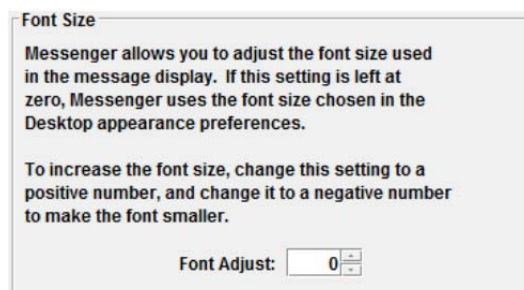 Font Size
Messenger allows you to adjust the font size used
in the message display. If this setting is left at
zero, Messenger uses the font size chosen in the
Desktop appearance preferences.
To increase the font size, change this setting to a
positive number, and change it to a negative number
to make the font smaller.
Font Adjust: 0